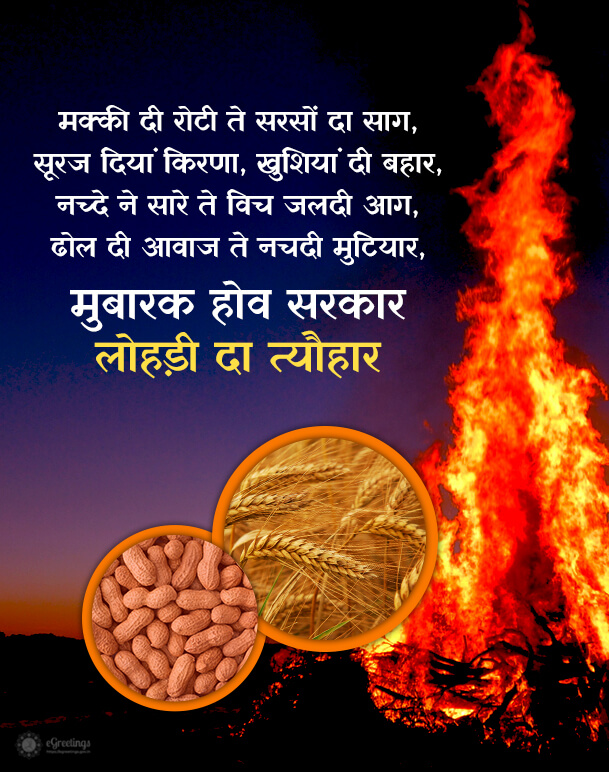 मक्की दी रोटी ते सरसों दा साग,
सूरज दियां किरणा, खुशियां दी बहार,
नच्दे ने सारे ते विच जलदी आग,
ढोल दी आवाज ते नचदी मुटियार,
मुबारक होव सरकार
लोहड़ी दा त्यौहार
eGreetings